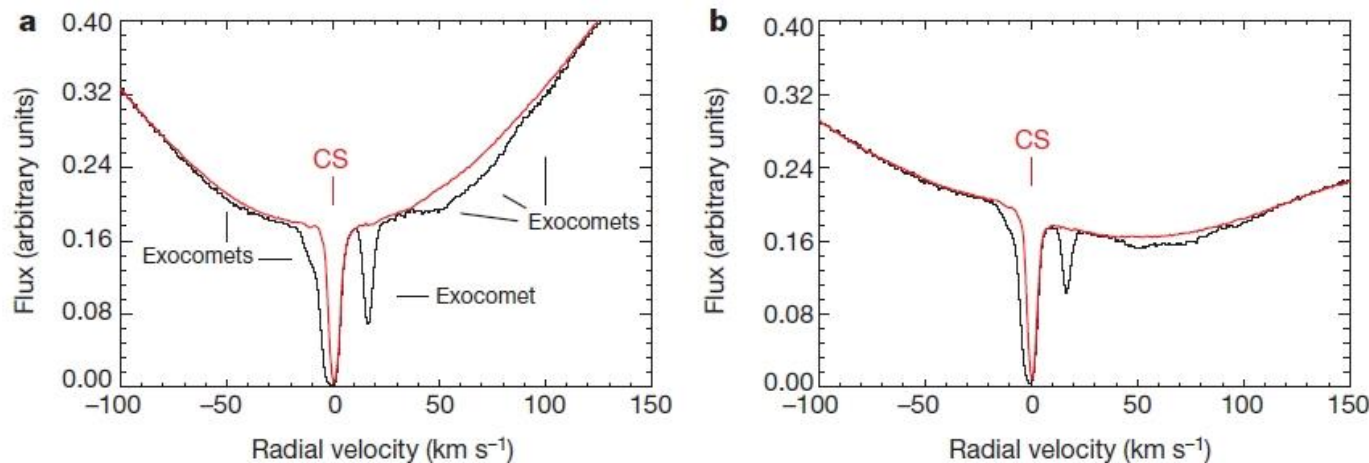 a
0.40
0.32
0.24
0.16
0.08
0.00
Flux (arbitrary units)
CS
Exocomets
Exocomets
Exocomet
–100
–50
0
50
100
150
Radial velocity (km s⁻¹)
b
0.40
0.32
0.24
0.16
0.08
0.00
Flux (arbitrary units)
CS
–100
–50
0
50
100
150
Radial velocity (km s⁻¹)